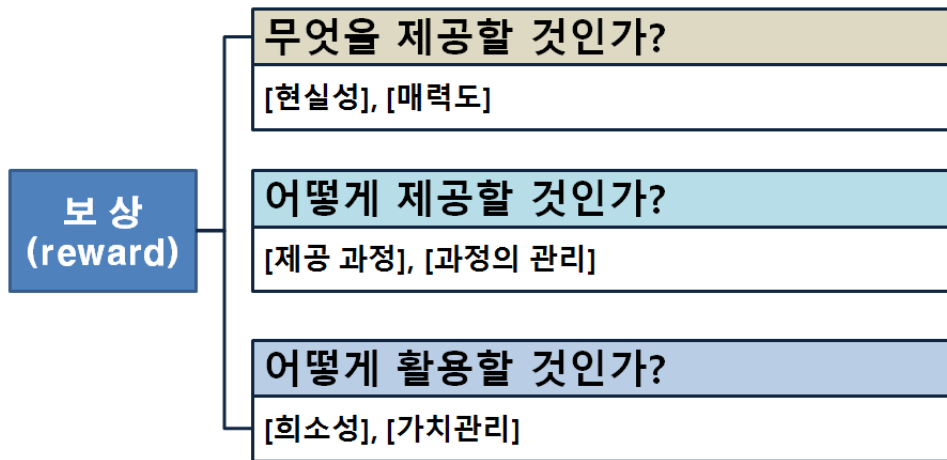 무엇을 제공할 것인가?
[현실성], [매력도]
보 상
(reward)
어떻게 제공할 것인가?
[제공 과정], [과정의 관리]
어떻게 활용할 것인가?
[희소성], [가치관리]